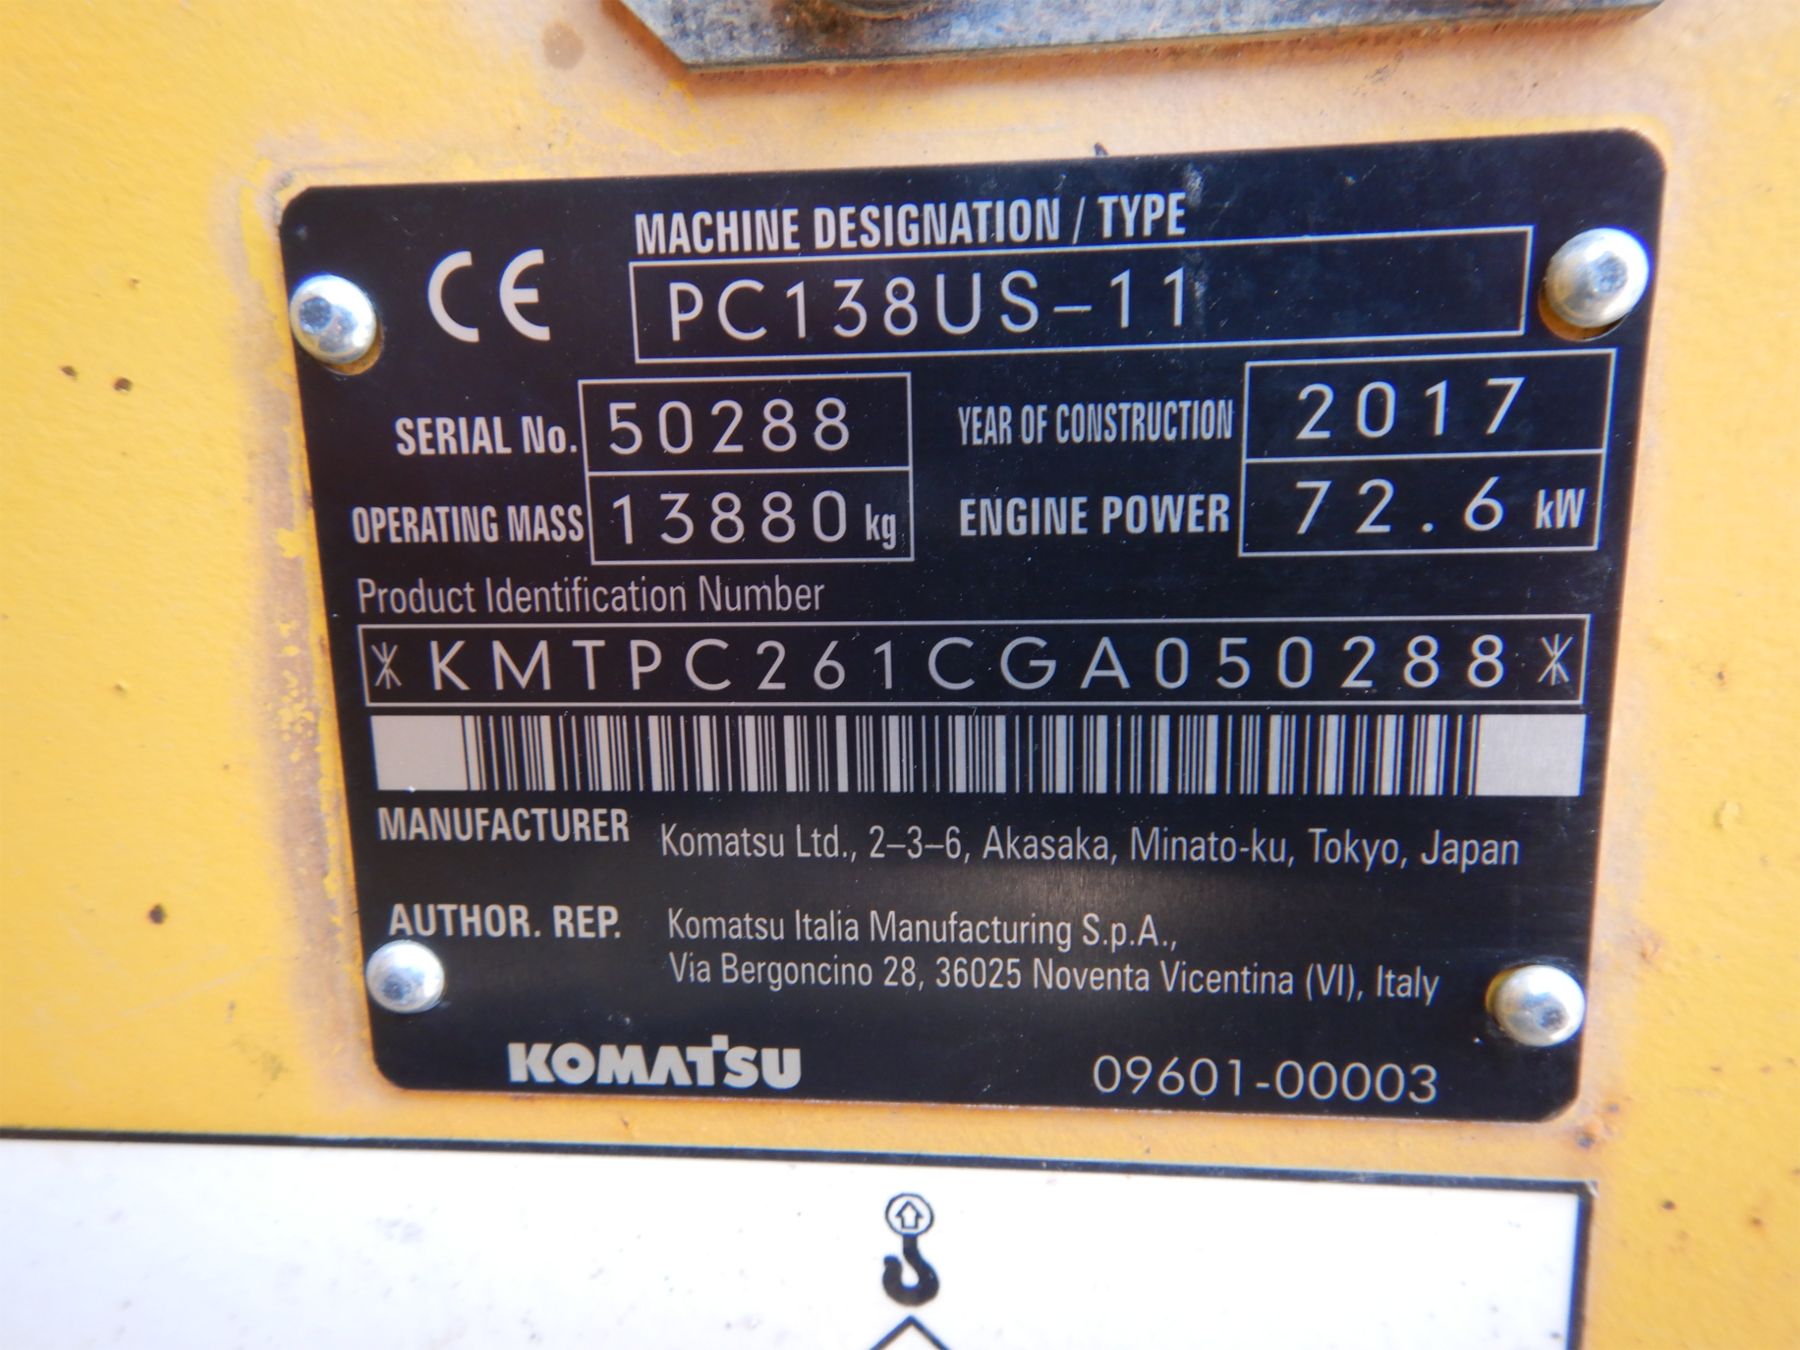 CE
MACHINE DESIGNATION / TYPE
PC138US-11
SERIAL No. 50288 YEAR OF CONSTRUCTION 2017
OPERATING MASS 13880 kg ENGINE POWER 72.6 kW
Product Identification Number
*KMTPC261CGA050288*
MANUFACTURER Komatsu Ltd., 2–3–6, Akasaka, Minato-ku, Tokyo, Japan
AUTHOR. REP. Komatsu Italia Manufacturing S.p.A.,
Via Bergoncino 28, 36025 Noventa Vicentina (VI), Italy
KOMATSU 09601-00003